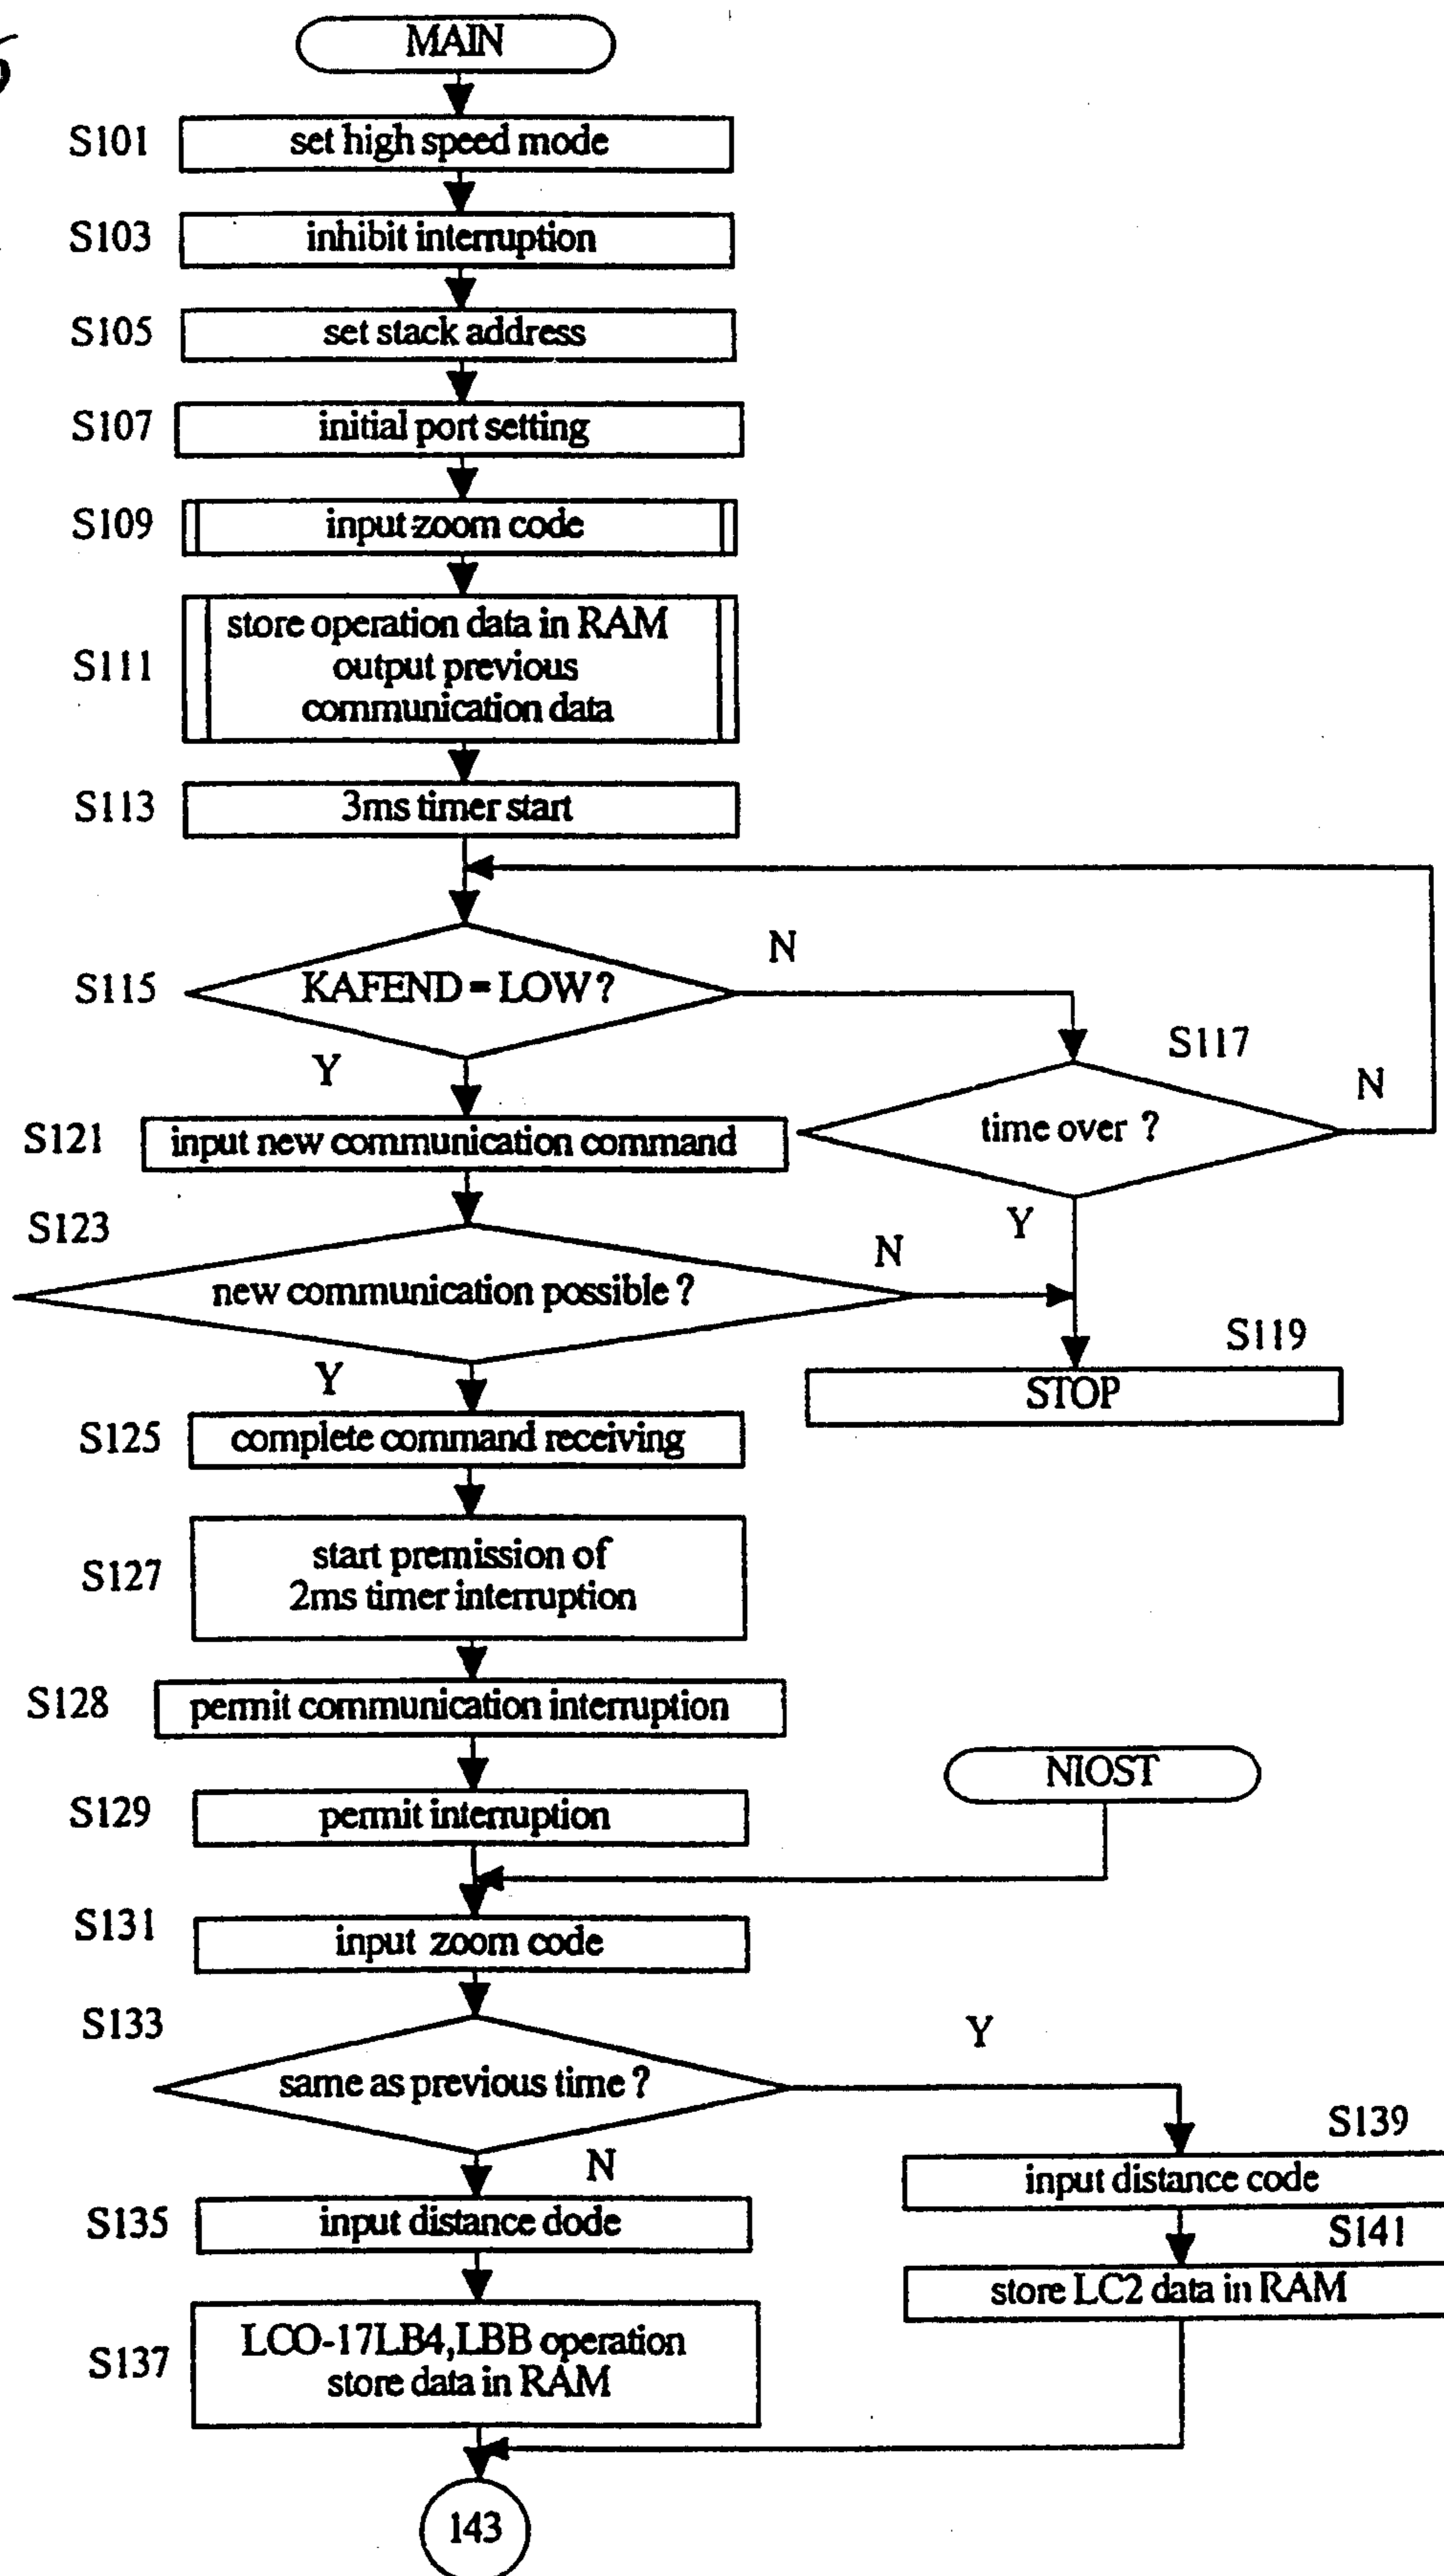 MAIN
S101
set high speed mode
S103
inhibit interruption
S105
set stack address
S107
initial port setting
S109
input zoom code
S111
store operation data in RAM
output previous
communication data
S113
3ms timer start
S115
KAFEND = LOW ?
N
Y
S117
time over ?
N
Y
S121
input new communication command
S123
new communication possible ?
N
Y
S119
STOP
S125
complete command receiving
S127
start premission of
2ms timer interruption
S128
permit communication interruption
S129
permit interruption
NIOST
S131
input zoom code
S133
same as previous time ?
Y
N
S135
input distance dode
S137
LCO-17LB4,LBB operation
store data in RAM
S139
input distance code
S141
store LC2 data in RAM
143